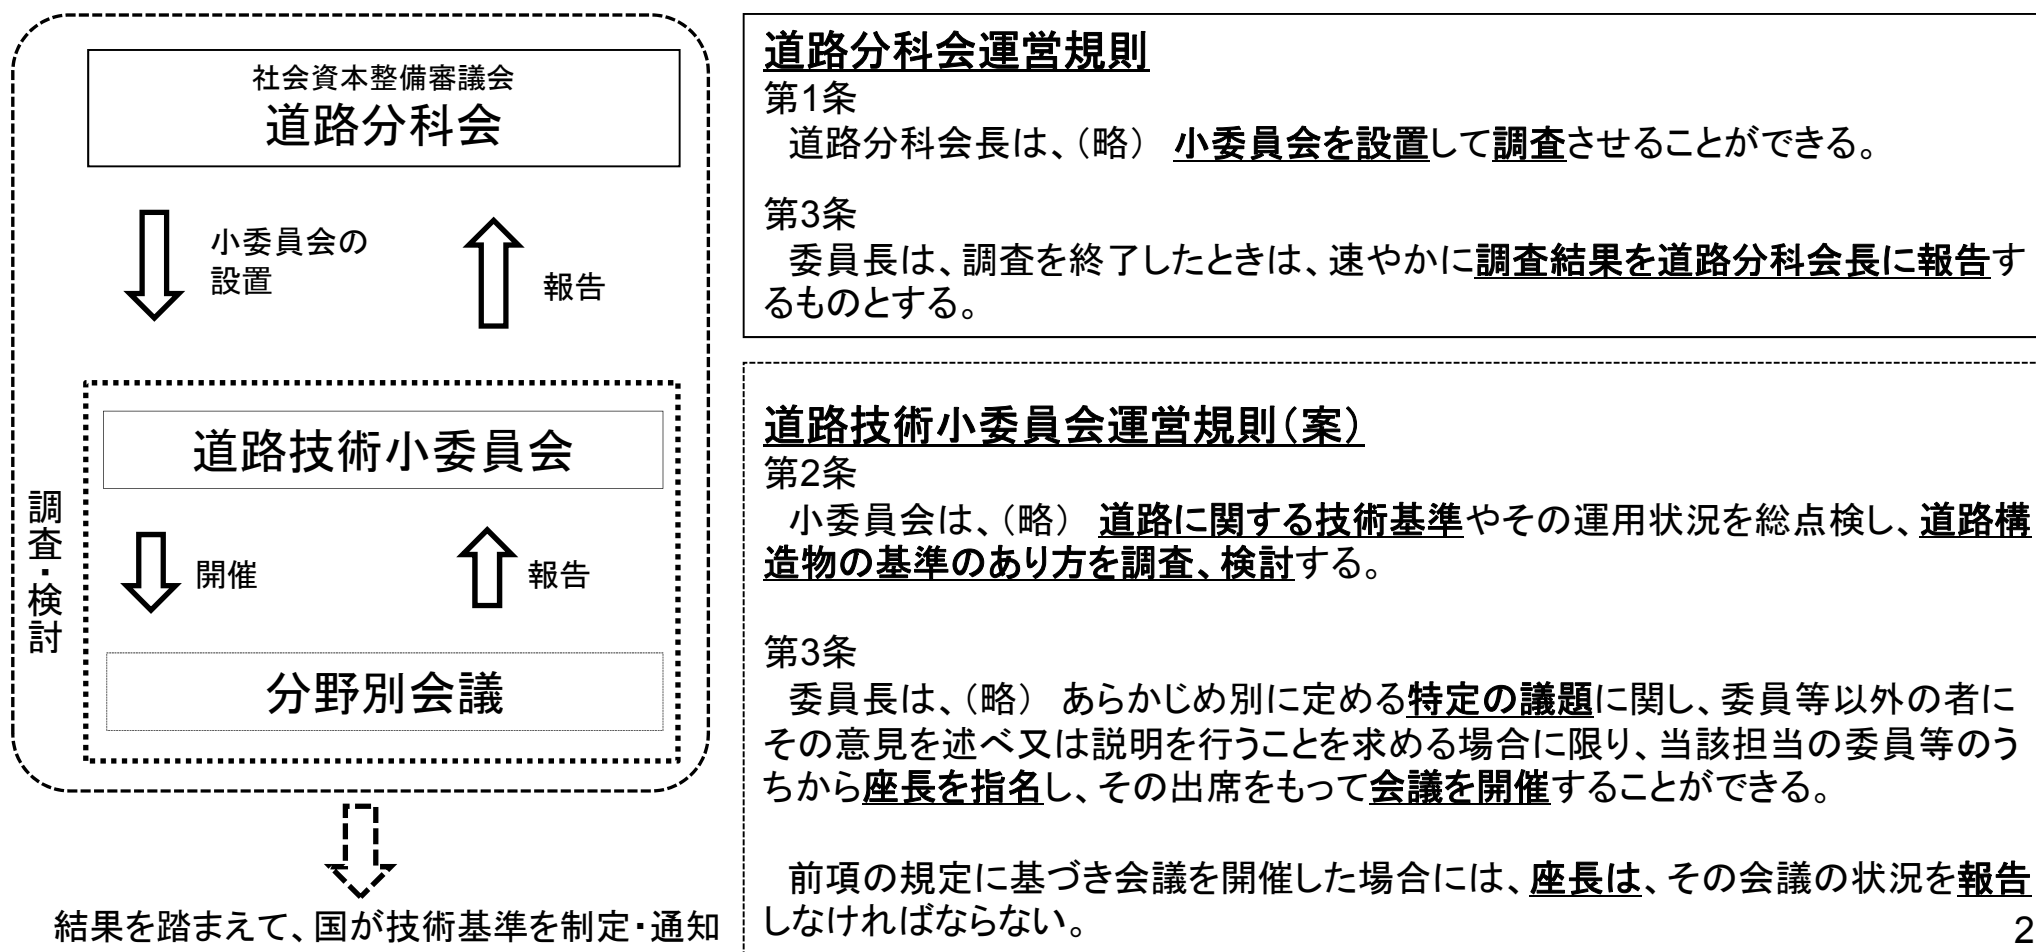 社会資本整備審議会
道路分科会
小委員会の
設置
報告
道路技術小委員会
調査・検討
開催
報告
分野別会議
結果を踏まえて、国が技術基準を制定・通知
道路分科会運営規則
第1条
道路分科会長は、（略） 小委員会を設置して調査させることができる。
第3条
委員長は、調査を終了したときは、速やかに調査結果を道路分科会長に報告す
るものとする。
道路技術小委員会運営規則（案）
第2条
小委員会は、（略） 道路に関する技術基準やその運用状況を総点検し、道路構
造物の基準のあり方を調査、検討する。
第3条
委員長は、（略） あらかじめ別に定める特定の議題に関し、委員等以外の者に
その意見を述べ又は説明を行うことを求める場合に限り、当該担当の委員等のう
ちから座長を指名し、その出席をもって会議を開催することができる。
前項の規定に基づき会議を開催した場合には、座長は、その会議の状況を報告
しなければならない。
2